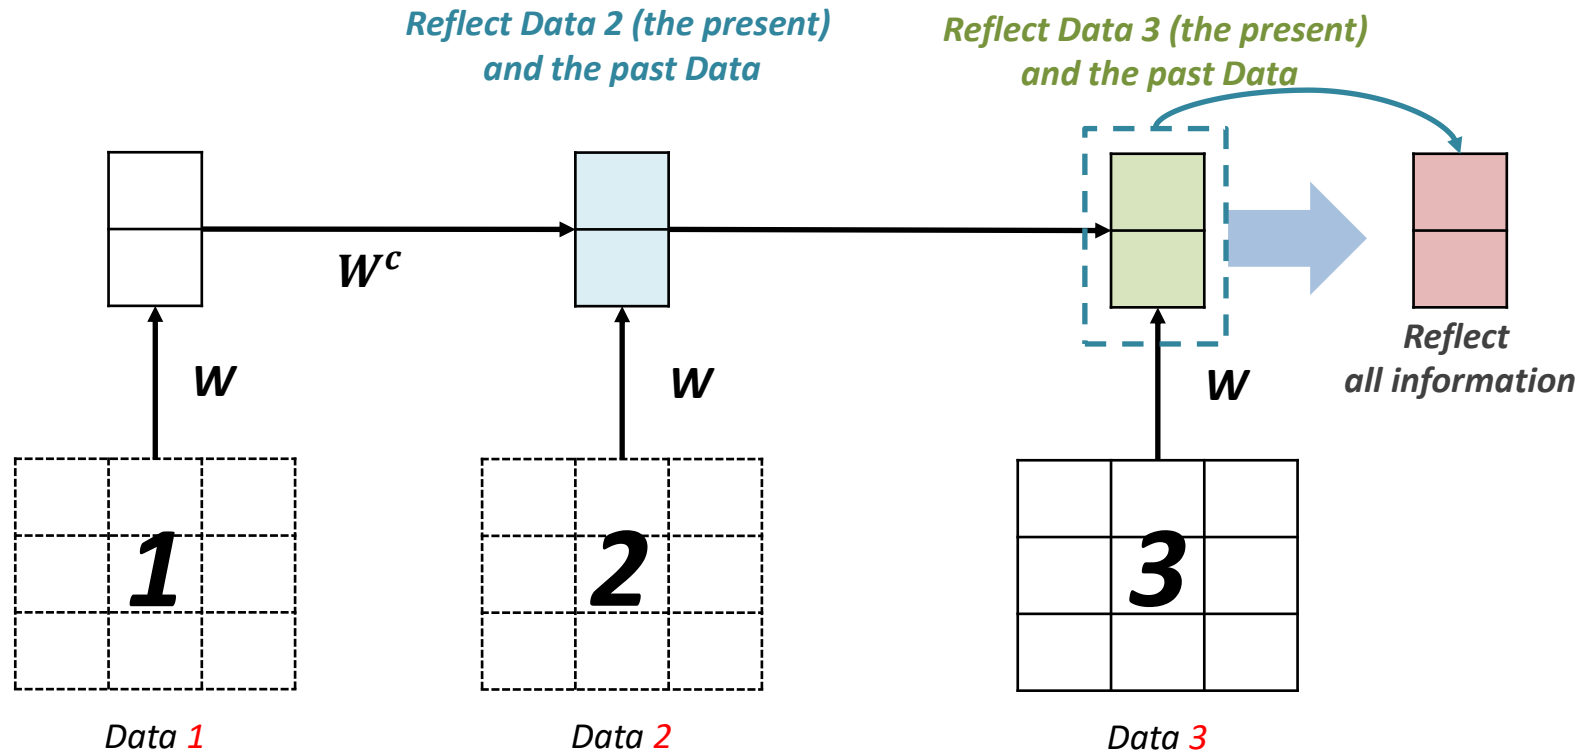 Reflect Data 2 (the present)
and the past Data
Reflect Data 3 (the present)
and the past Data
W^c
Reflect
all information
W
W
W
1
2
3
Data 1
Data 2
Data 3